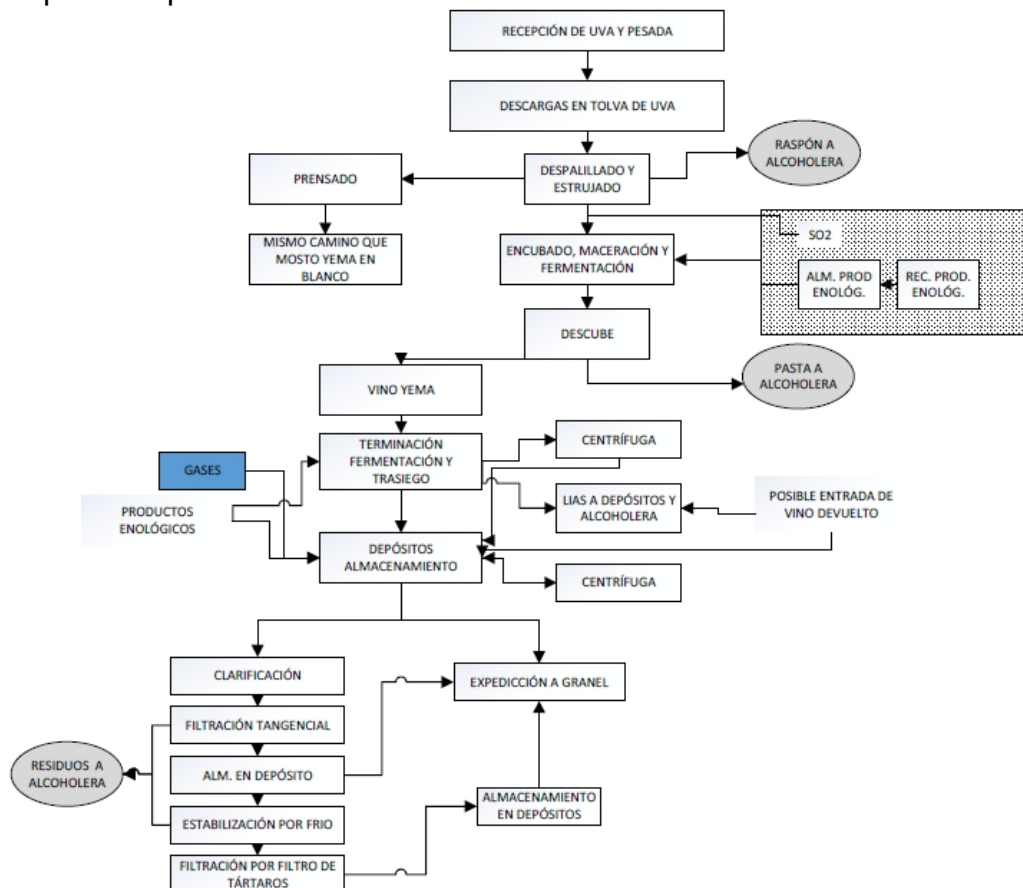 RECEPCIÓN DE UVA Y PESADA
DESCARGAS EN TOLVA DE UVA
RASPÓN A
ALCOHOLERA
PRENSADO
DESPALILLADO Y
ESTRUJADO
MISMO CAMINO QUE
MOSTO YEMA EN
BLANCO
ENCUBADO, MACERACIÓN Y
FERMENTACIÓN
SO2
ALM. PROD
ENOLÓG.
REC. PROD.
ENOLÓG.
DESCUBE
PASTA A
ALCOHOLERA
VINO YEMA
TERMINACIÓN
FERMENTACIÓN Y
TRASIEGO
CENTRÍFUGA
GASES
PRODUCTOS
ENOLÓGICOS
LIAS A DEPÓSITOS Y
ALCOHOLERA
POSIBLE ENTRADA DE
VINO DEVUELTO
DEPÓSITOS
ALMACENAMIENTO
CENTRÍFUGA
CLARIFICACIÓN
EXPEDICCIÓN A GRANEL
FILTRACIÓN TANGENCIAL
RESIDUOS A
ALCOHOLERA
ALM. EN DEPÓSITO
ALMACENAMIENTO
EN DEPÓSITOS
ESTABILIZACIÓN POR FRIO
FILTRACIÓN POR FILTRO DE
TÁRTAROS